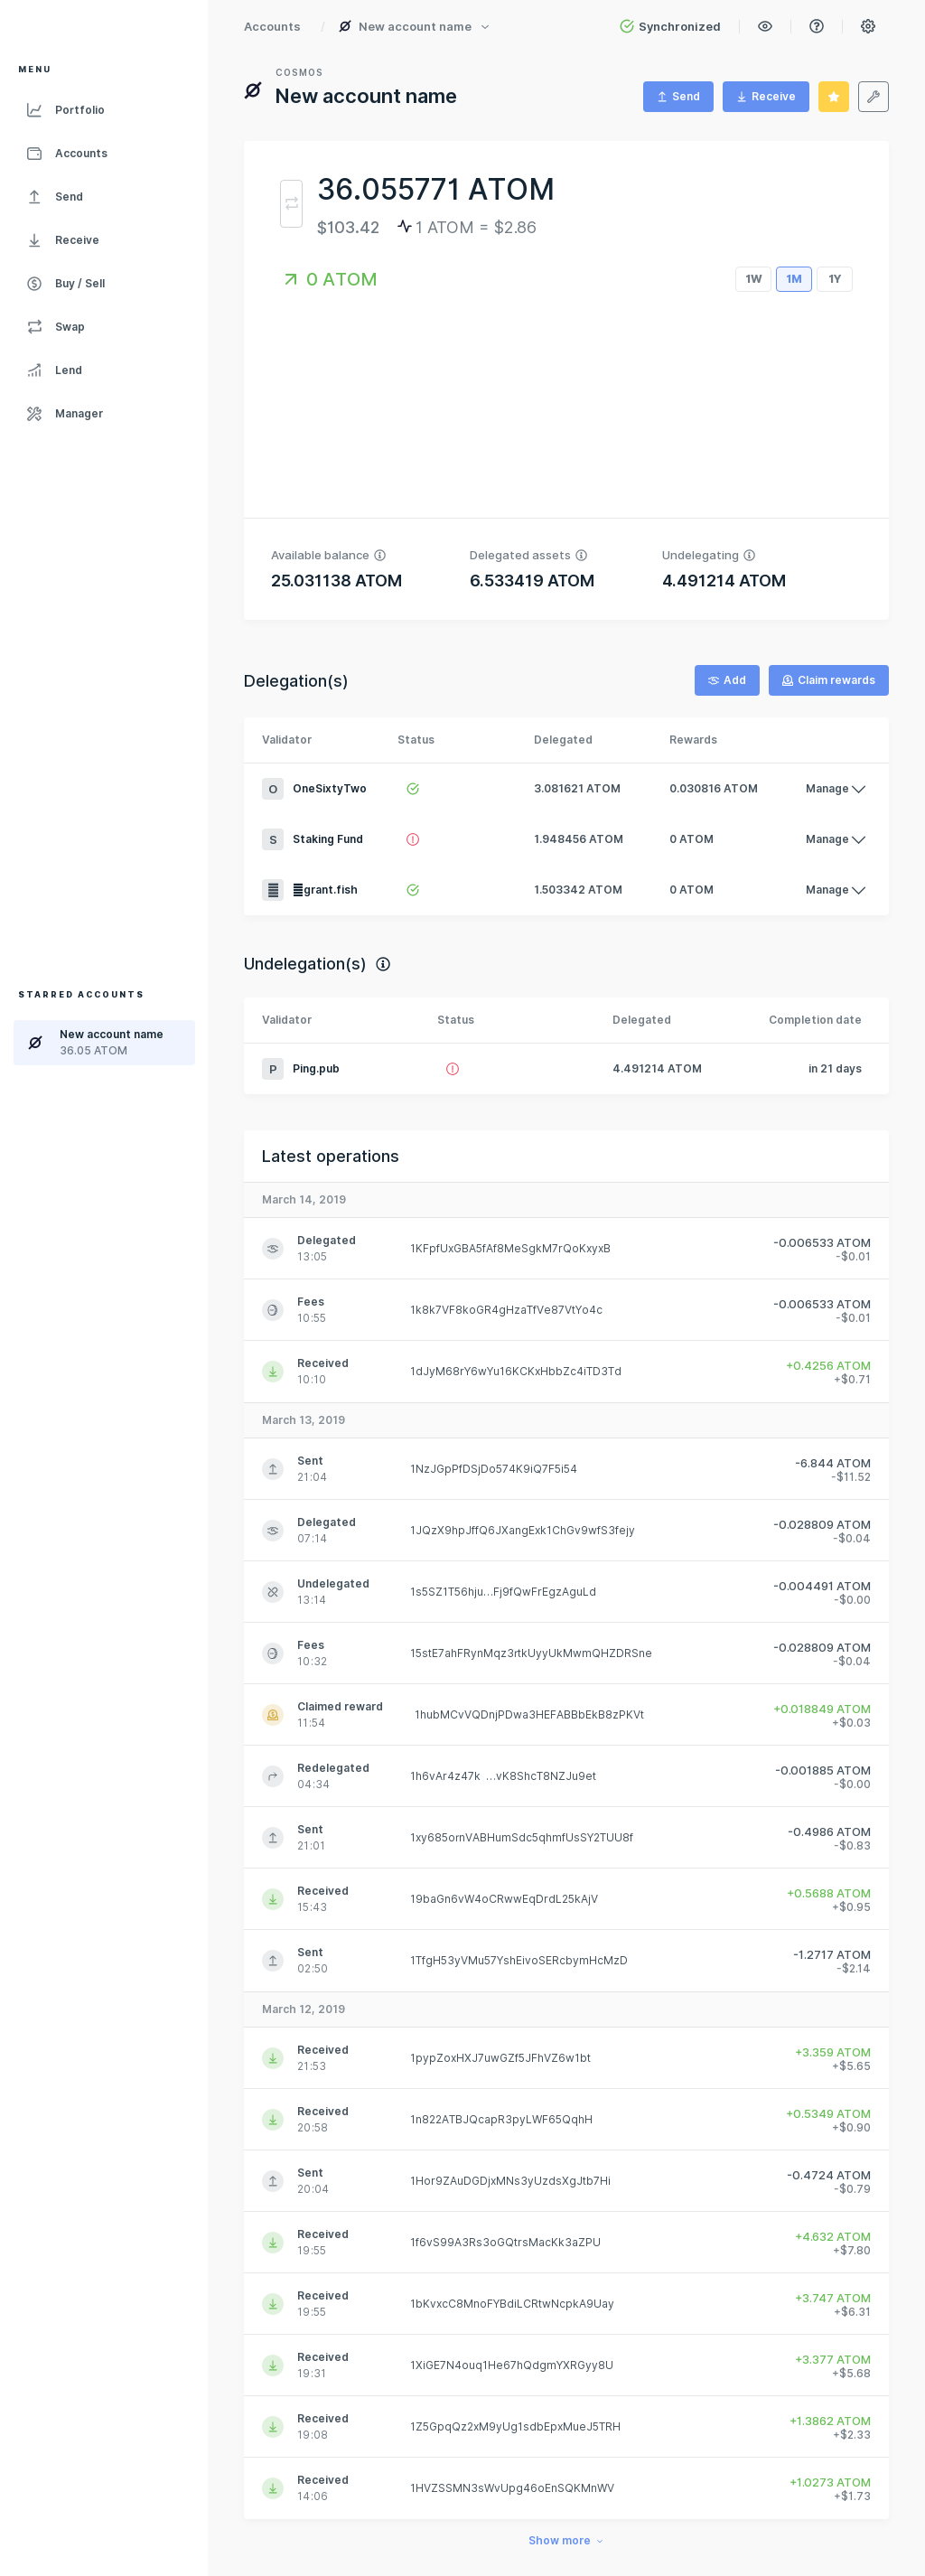 MENU
Portfolio
Accounts
Send
Receive
Buy / Sell
Swap
Lend
Manager
STARRED ACCOUNTS
New account name
36.05 ATOM
Accounts / New account name
Synchronized
COSMOS
New account name
Send
Receive
36.055771 ATOM
$103.42 1 ATOM = $2.86
0 ATOM
1W 1M 1Y
Available balance Delegated assets Undelegating
25.031138 ATOM 6.533419 ATOM 4.491214 ATOM
Delegation(s)
Add
Claim rewards
Validator Status Delegated Rewards
O OneSixtyTwo 3.081621 ATOM 0.030816 ATOM Manage
S Staking Fund 1.948456 ATOM 0 ATOM Manage
grant.fish 1.503342 ATOM 0 ATOM Manage
Undelegation(s)
Validator Status Delegated Completion date
P Ping.pub 4.491214 ATOM in 21 days
Latest operations
March 14, 2019
Delegated 1KFpfUxGBA5fAf8MeSgkM7rQoKxyxB -0.006533 ATOM
13:05 -$0.01
Fees 1k8k7VF8koGR4gHzaTfVe87VtYo4c -0.006533 ATOM
10:55 -$0.01
Received 1dJyM68rY6wYu16KCKxHbbZc4iTD3Td +0.4256 ATOM
10:10 +$0.71
March 13, 2019
Sent 1NzJGpPfDSjDo574K9iQ7F5i54 -6.844 ATOM
21:04 -$11.52
Delegated 1JQzX9hpJffQ6JXangExk1ChGv9wfS3fejy -0.028809 ATOM
07:14 -$0.04
Undelegated 1s5SZ1T56hju…Fj9fQwFrEgzAguLd -0.004491 ATOM
13:14 -$0.00
Fees 15stE7ahFRynMqz3rtkUyyUkMwmQHZDRSne -0.028809 ATOM
10:32 -$0.04
Claimed reward 1hubMCvVQDnjPDwa3HEFABBbEkB8zPKVt +0.018849 ATOM
11:54 +$0.03
Redelegated 1h6vAr4z47k …vK8ShcT8NZJu9et -0.001885 ATOM
04:34 -$0.00
Sent 1xy685ornVABHumSdc5qhmfUsSY2TUU8f -0.4986 ATOM
21:01 -$0.83
Received 19baGn6vW4oCRwwEqDrdL25kAjV +0.5688 ATOM
15:43 +$0.95
Sent 1TfgH53yVMu57YshEivoSERcbymHcMzD -1.2717 ATOM
02:50 -$2.14
March 12, 2019
Received 1pypZoxHXJ7uwGZf5JFhVZ6w1bt +3.359 ATOM
21:53 +$5.65
Received 1n822ATBJQcapR3pyLWF65QqhH +0.5349 ATOM
20:58 +$0.90
Sent 1Hor9ZAuDGDjxMNs3yUzdsXgJtb7Hi -0.4724 ATOM
20:04 -$0.79
Received 1f6vS99A3Rs3oGQtrsMacKk3aZPU +4.632 ATOM
19:55 +$7.80
Received 1bKvxcC8MnoFYBdiLCRtwNcpkA9Uay +3.747 ATOM
19:55 +$6.31
Received 1XiGE7N4ouq1He67hQdgmYXRGyy8U +3.377 ATOM
19:31 +$5.68
Received 1Z5GpqQz2xM9yUg1sdbEpxMueJ5TRH +1.3862 ATOM
19:08 +$2.33
Received 1HVZSSMN3sWvUpg46oEnSQKMnWV +1.0273 ATOM
14:06 +$1.73
Show more